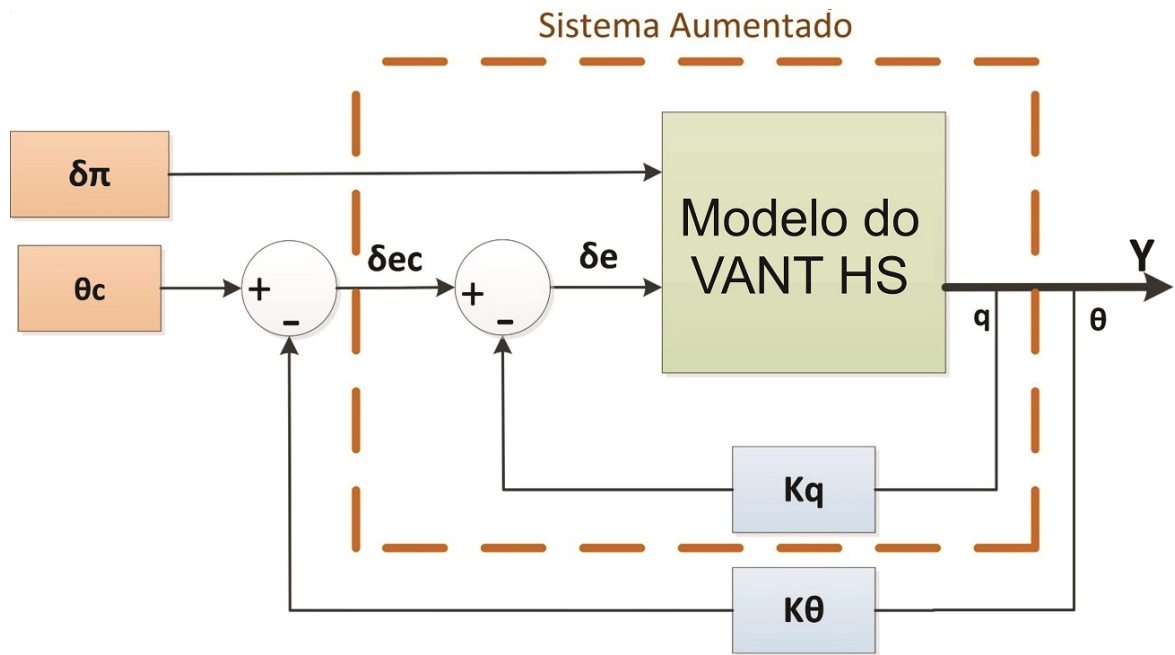 Sistema Aumentado
δπ
θc
+
-
δec
+
-
δe
Modelo do
VANT HS
Y
q
θ
Kq
Kθ